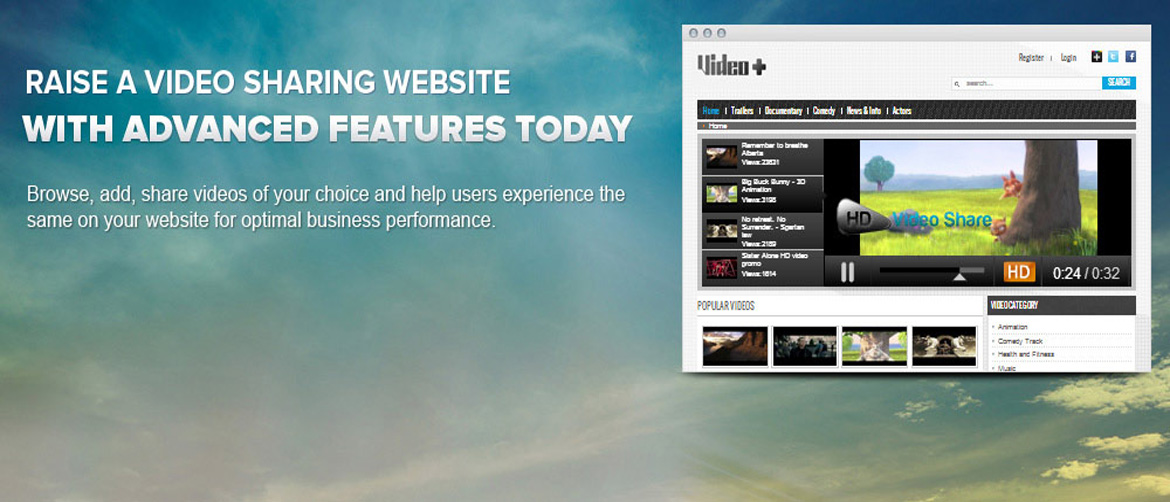 RAISE A VIDEO SHARING WEBSITE
WITH ADVANCED FEATURES TODAY
Browse, add, share videos of your choice and help users experience the
same on your website for optimal business performance.
Video+
Register | Login
search...
SEARCH
Home | Trailers | Documentary | Comedy | News & Info | Actors
Home
Remember to breathe
Alberta
Views:22631
Big Buck Bunny - 3D
Animation
Views:3195
No retreat. No
Surrender. - Spartan
law
Views:2159
Sister Alone HD video
promo
Views:1614
HD Video Share
HD 0:24 / 0:32
POPULAR VIDEOS
VIDEO CATEGORY
Animation
Comedy Track
Health and Fitness
Music